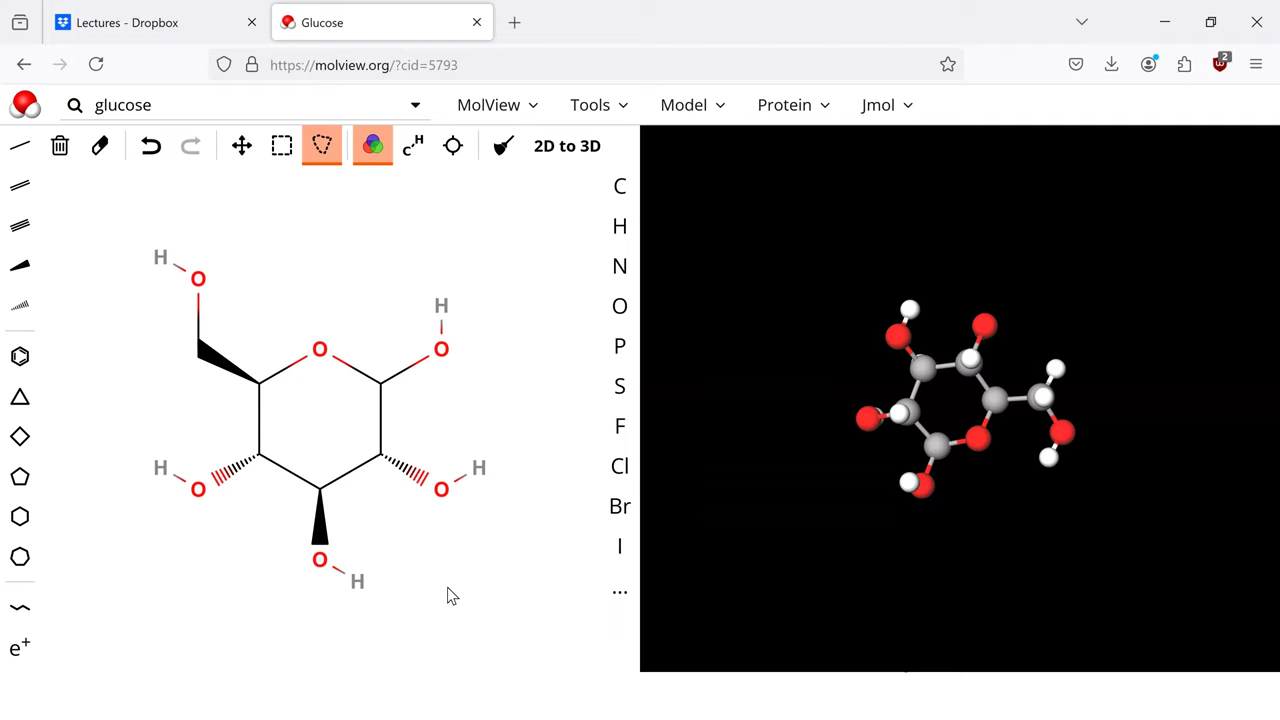 Lectures - Dropbox
Glucose
https://molview.org/?cid=5793
2
glucose
MolView
Tools
Model
Protein
Jmol
C H
2D to 3D
C
H
N
O
P
S
F
Cl
Br
I
...
e+
H
O
H
O
O
H
O
H
O
H
O
H